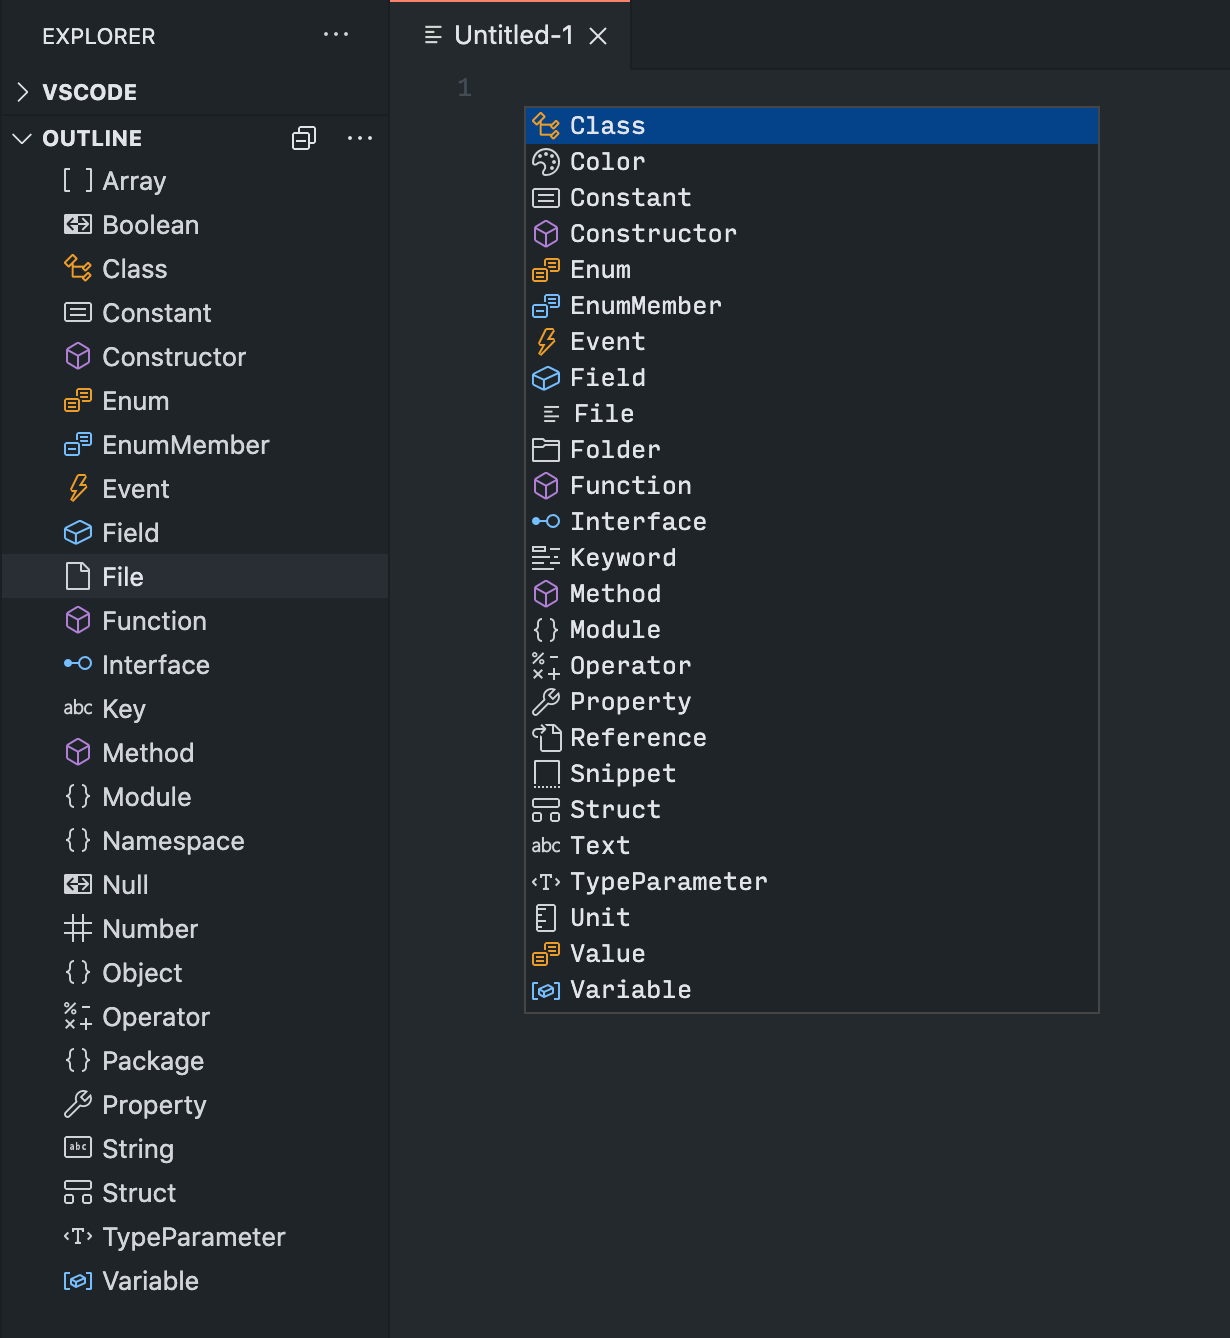 EXPLORER
VSCODE
OUTLINE
Array
Boolean
Class
Constant
Constructor
Enum
EnumMember
Event
Field
File
Function
Interface
abc Key
Method
Module
Namespace
Null
Number
Object
Operator
Package
Property
abc String
Struct
TypeParameter
Variable
Untitled-1
1
Class
Color
Constant
Constructor
Enum
EnumMember
Event
Field
File
Folder
Function
Interface
Keyword
Method
Module
Operator
Property
Reference
Snippet
Struct
abc Text
TypeParameter
Unit
Value
Variable